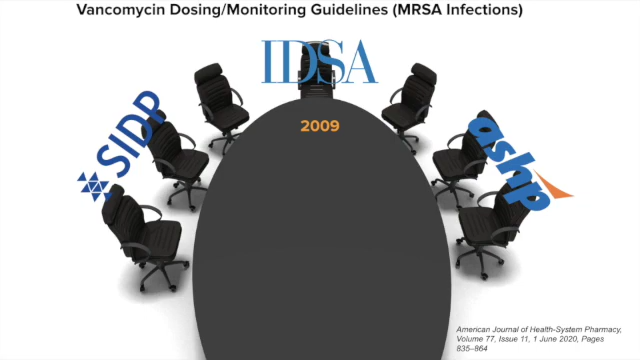 Vancomycin Dosing/Monitoring Guidelines (MRSA Infections)
IDSA
SIDP
ashp
2009
American Journal of Health-System Pharmacy,
Volume 77, Issue 11, 1 June 2020, Pages
835–864